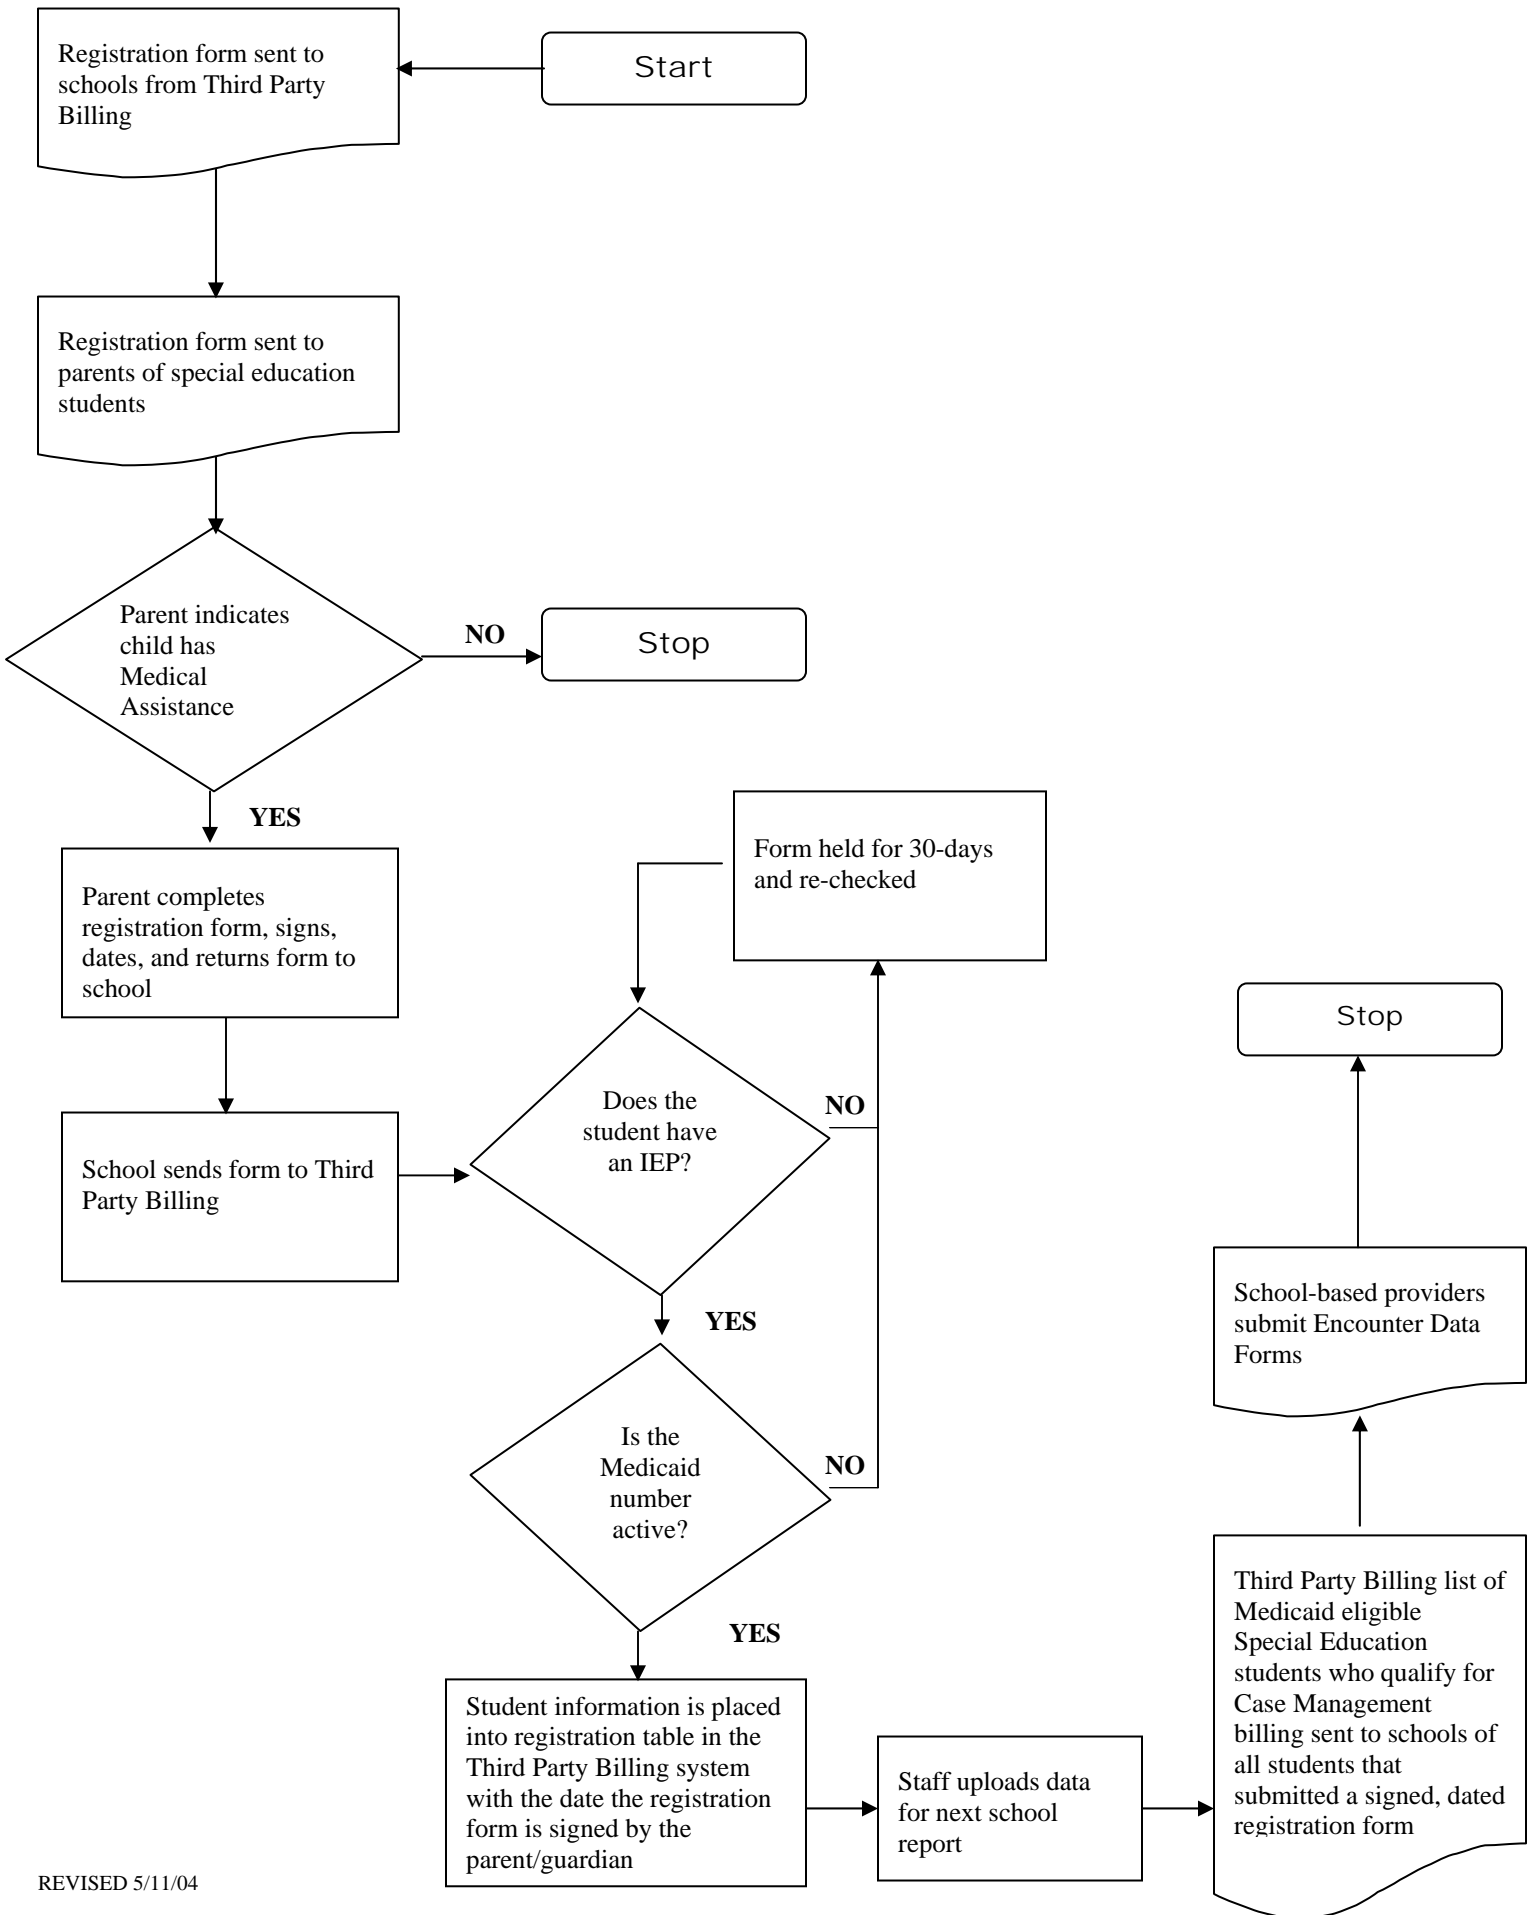 Start
Registration form sent to
schools from Third Party
Billing
Registration form sent to
parents of special education
students
Parent indicates
child has
Medical
Assistance
NO
Stop
YES
Parent completes
registration form, signs,
dates, and returns form to
school
School sends form to Third
Party Billing
Does the
student have
an IEP?
NO
Form held for 30-days
and re-checked
YES
Is the
Medicaid
number
active?
NO
YES
Student information is placed
into registration table in the
Third Party Billing system
with the date the registration
form is signed by the
parent/guardian
Staff uploads data
for next school
report
Third Party Billing list of
Medicaid eligible
Special Education
students who qualify for
Case Management
billing sent to schools of
all students that
submitted a signed, dated
registration form
School-based providers
submit Encounter Data
Forms
Stop
REVISED 5/11/04